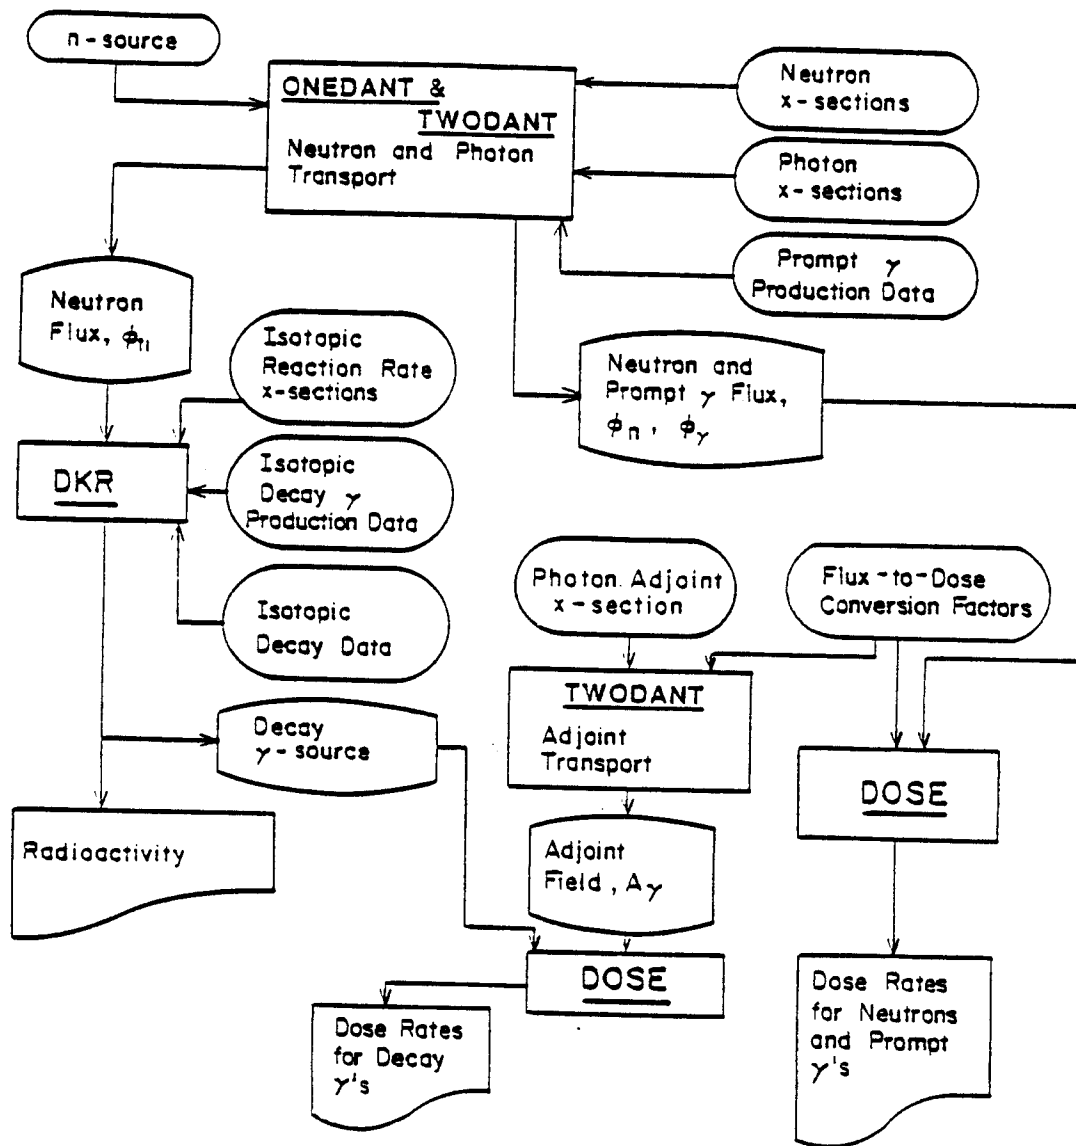 n-source
ONEDANT &
TWODANT
Neutron and Photon
Transport
Neutron
x-sections
Photon
x-sections
Prompt γ
Production Data
Neutron
Flux, ϕn
Isotopic
Reaction Rate
x-sections
Neutron and
Prompt γ Flux,
ϕn, ϕγ
DKR
Isotopic
Decay γ
Production Data
Isotopic
Decay Data
Photon Adjoint
x-section
Flux-to-Dose
Conversion Factors
TWODANT
Adjoint
Transport
Decay
γ-source
DOSE
Radioactivity
Adjoint
Field, Aγ
DOSE
Dose Rates
for Decay
γ's
Dose Rates
for Neutrons
and Prompt
γ's